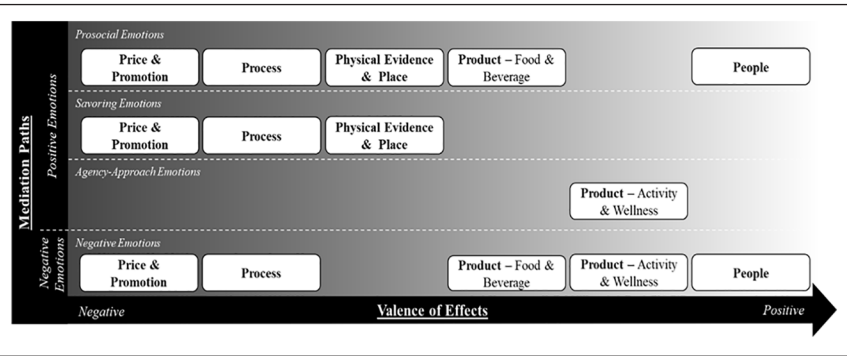 Prosocial Emotions
Price &
Promotion
Process
Physical Evidence
& Place
Product – Food &
Beverage
People
Savoring Emotions
Price &
Promotion
Process
Physical Evidence
& Place
Agency-Approach Emotions
Product – Activity
& Wellness
Negative Emotions
Price &
Promotion
Process
Product – Food &
Beverage
Product – Activity
& Wellness
People
Mediation Paths
Positive Emotions
Negative
Emotions
Negative
Valence of Effects
Positive